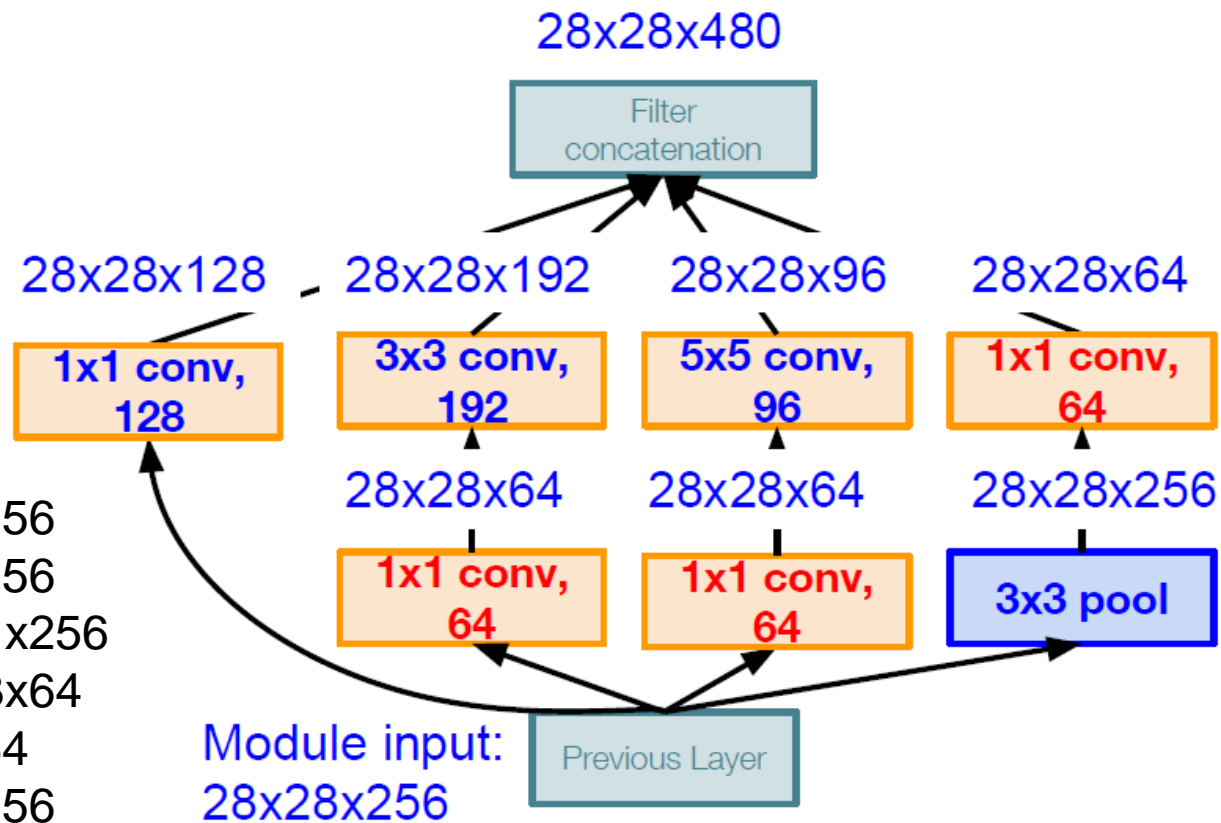 28x28x480
Filter
concatenation
28x28x128 28x28x192 28x28x96 28x28x64
1x1 conv,
128
3x3 conv,
192
5x5 conv,
96
1x1 conv,
64
28x28x64 28x28x64 28x28x256
1x1 conv,
64
1x1 conv,
64
3x3 pool
56
56
x256
x64
4
56
Module input:
28x28x256
Previous Layer